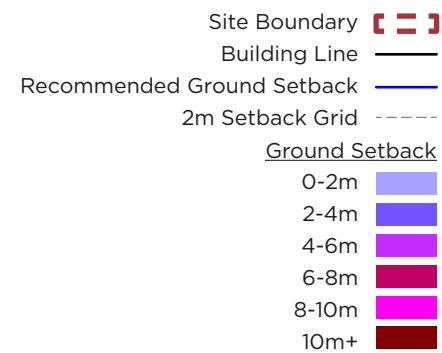 Site Boundary
Building Line
Recommended Ground Setback
2m Setback Grid
Ground Setback
0-2m
2-4m
4-6m
6-8m
8-10m
10m+